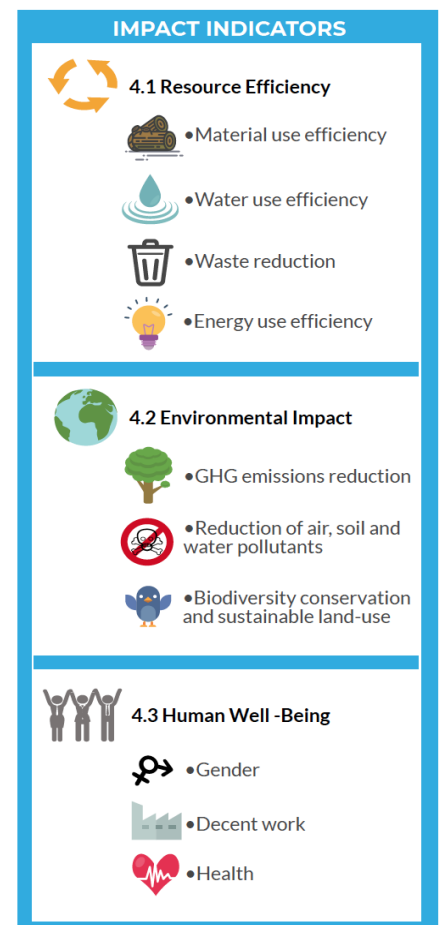 IMPACT INDICATORS
4.1 Resource Efficiency
•Material use efficiency
•Water use efficiency
•Waste reduction
•Energy use efficiency
4.2 Environmental Impact
•GHG emissions reduction
•Reduction of air, soil and
water pollutants
•Biodiversity conservation
and sustainable land-use
4.3 Human Well -Being
•Gender
•Decent work
•Health